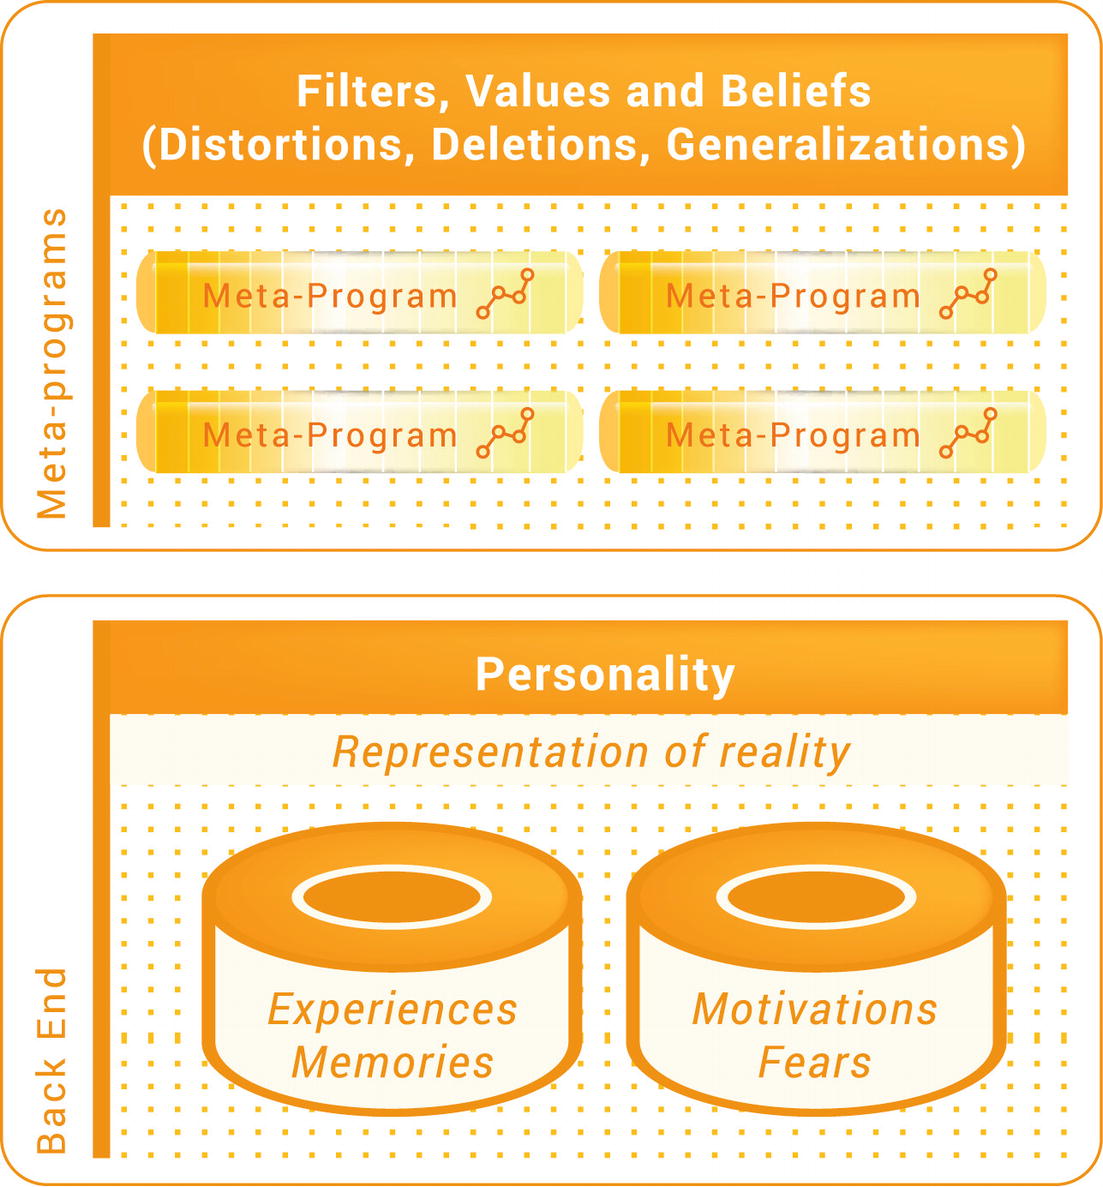 Filters, Values and Beliefs
(Distortions, Deletions, Generalizations)
Meta-programs
Meta-Program
Meta-Program
Meta-Program
Meta-Program
Personality
Representation of reality
Back End
Experiences
Memories
Motivations
Fears